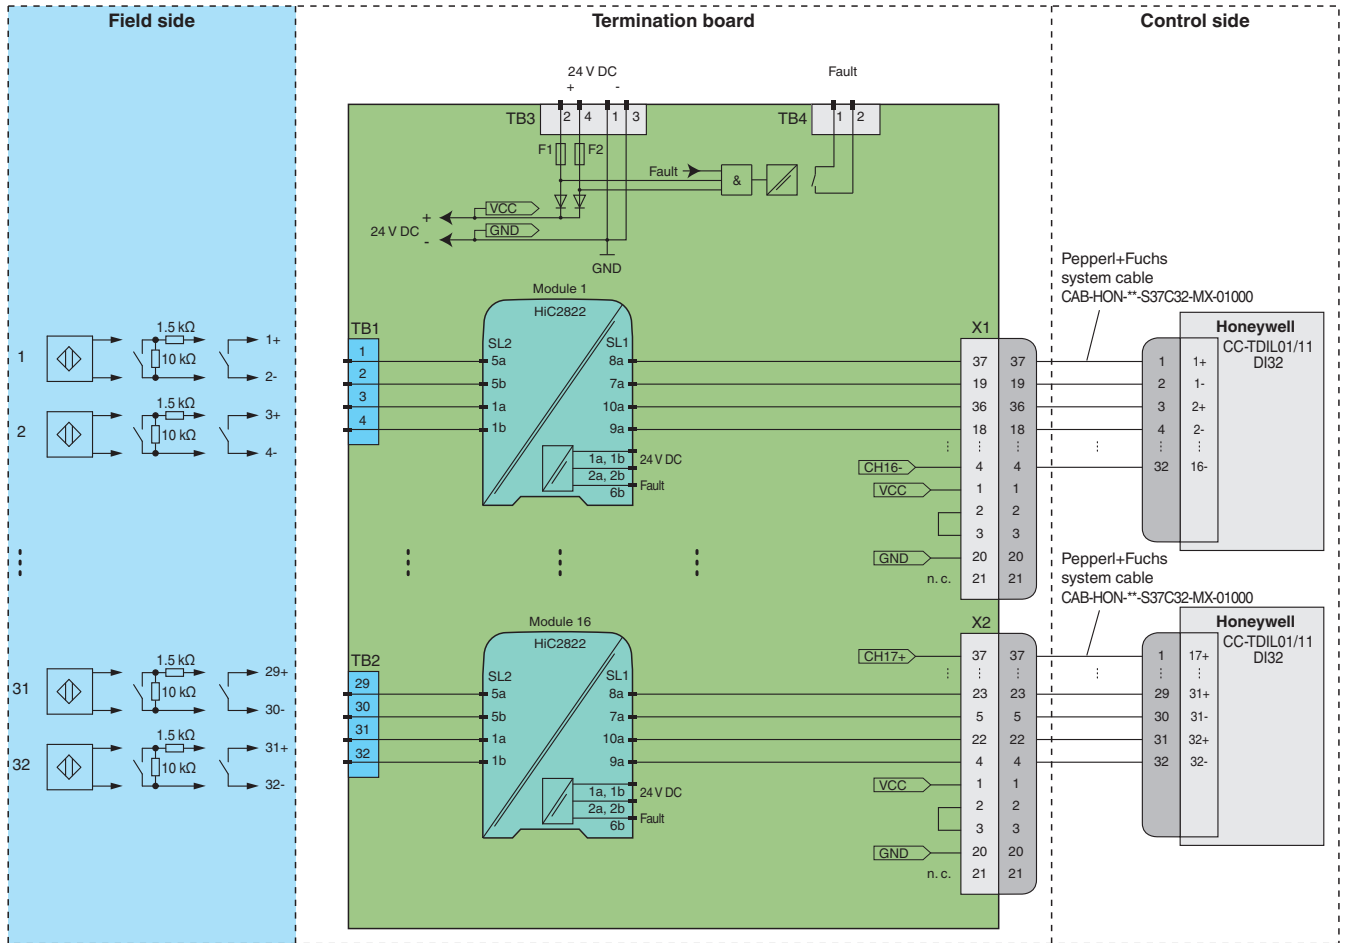 Field side
Termination board
Control side
24 V DC
+ -
Fault
TB3 2 4 1 3
TB4 1 2
F1 F2
Fault
&
VCC
+
24 V DC
-
GND
GND
Pepperl+Fuchs
system cable
CAB-HON-**-S37C32-MX-01000
Module 1
HiC2822
TB1
1
2
3
4
SL2
5a
5b
1a
1b
SL1
8a
7a
10a
9a
1a, 1b
2a, 2b
6b
24 V DC
Fault
1
1.5 kΩ
10 kΩ
1+
2-
2
1.5 kΩ
10 kΩ
3+
4-
X1
37 37
19 19
36 36
18 18
CH16- 4 4
VCC 1 1
2 2
3 3
GND 20 20
n. c. 21 21
Honeywell
CC-TDIL01/11
DI32
1 1+
2 1-
3 2+
4 2-
32 16-
Pepperl+Fuchs
system cable
CAB-HON-**-S37C32-MX-01000
Module 16
HiC2822
TB2
29
30
31
32
SL2
5a
5b
1a
1b
SL1
8a
7a
10a
9a
1a, 1b
2a, 2b
6b
24 V DC
Fault
31
1.5 kΩ
10 kΩ
29+
30-
32
1.5 kΩ
10 kΩ
31+
32-
X2
CH17+ 37 37
23 23
5 5
22 22
4 4
VCC 1 1
2 2
3 3
GND 20 20
n. c. 21 21
Honeywell
CC-TDIL01/11
DI32
1 17+
29 31+
30 31-
31 32+
32 32-